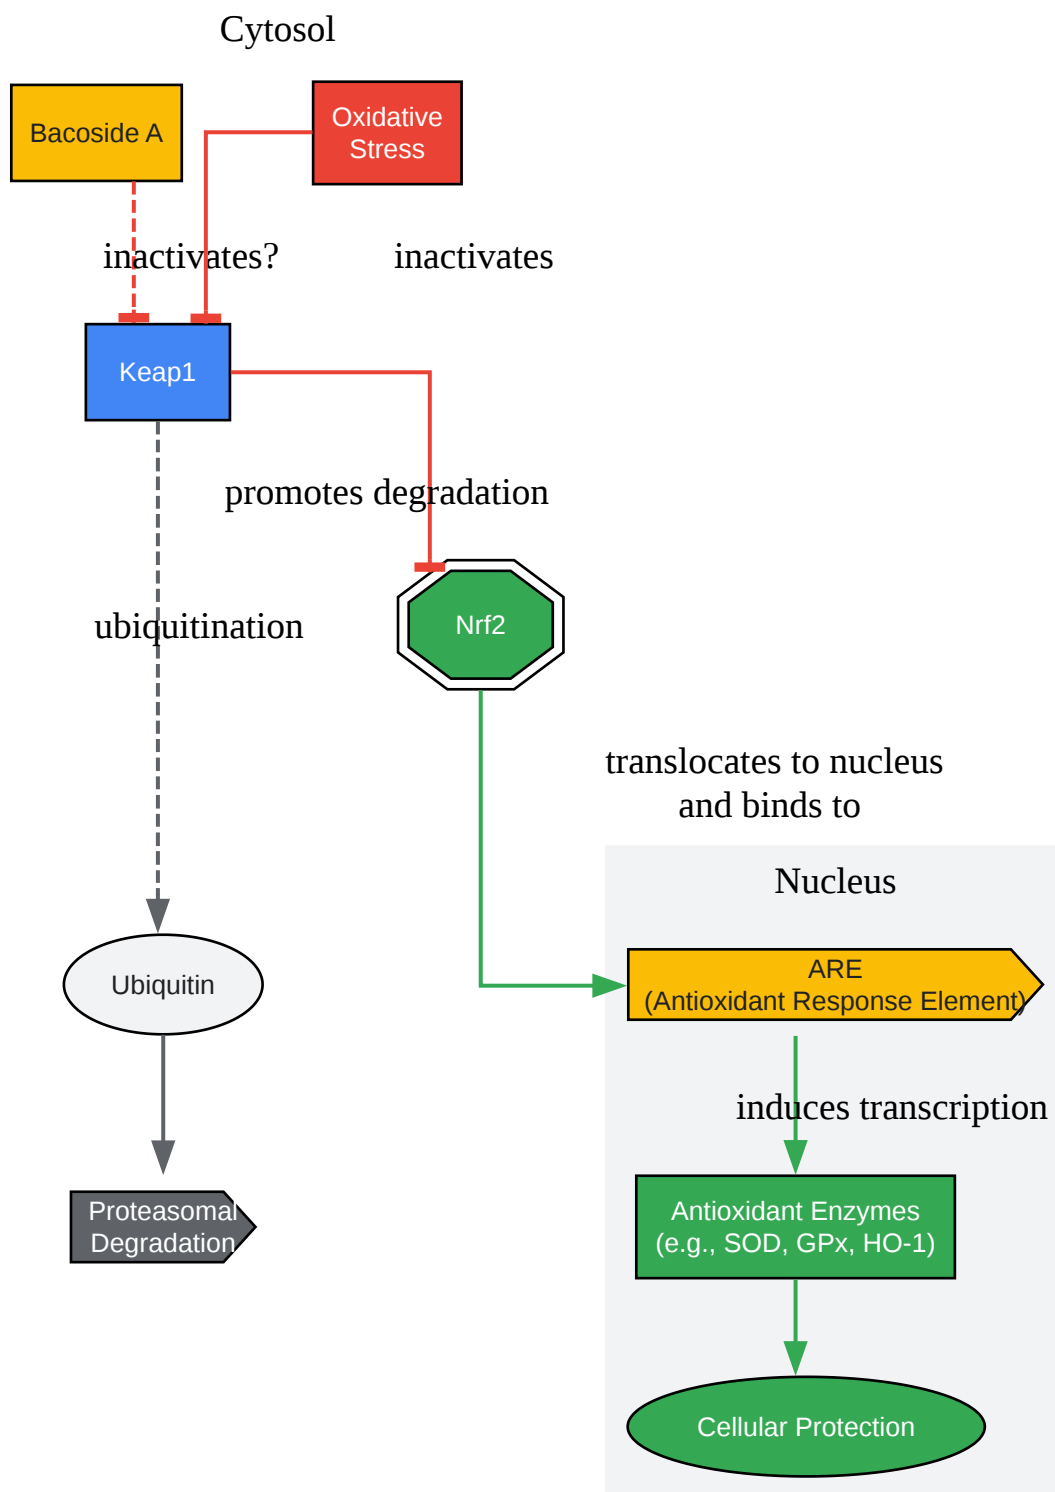 Cytosol
Bacoside A
Oxidative
Stress
inactivates?
inactivates
Keap1
promotes degradation
Nrf2
ubiquitination
translocates to nucleus
and binds to
Nucleus
Ubiquitin
ARE
(Antioxidant Response Element)
induces transcription
Proteasomal
Degradation
Antioxidant Enzymes
(e.g., SOD, GPx, HO-1)
Cellular Protection